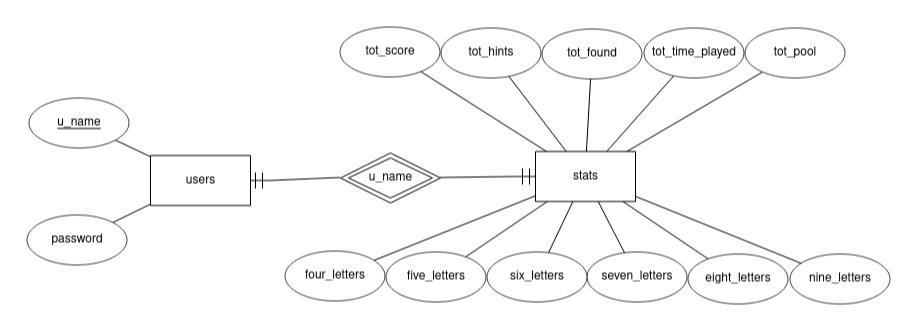 tot_score
tot_hints
tot_found
tot_time_played
tot_pool
u_name
users
u_name
stats
password
four_letters
five_letters
six_letters
seven_letters
eight_letters
nine_letters